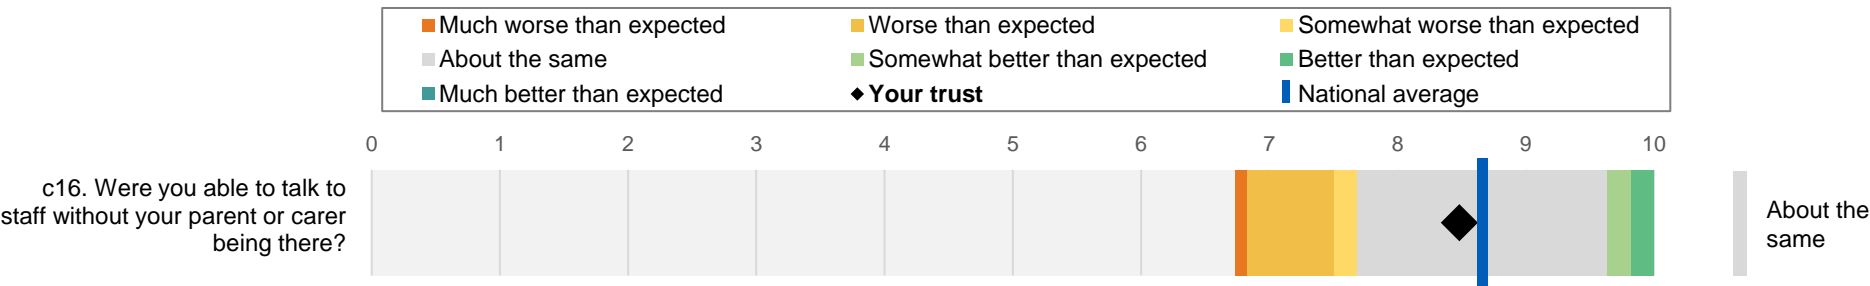 Much worse than expected
Worse than expected
Somewhat worse than expected
About the same
Somewhat better than expected
Better than expected
Much better than expected
Your trust
National average
0 1 2 3 4 5 6 7 8 9 10
c16. Were you able to talk to
staff without your parent or carer
being there?
About the
same